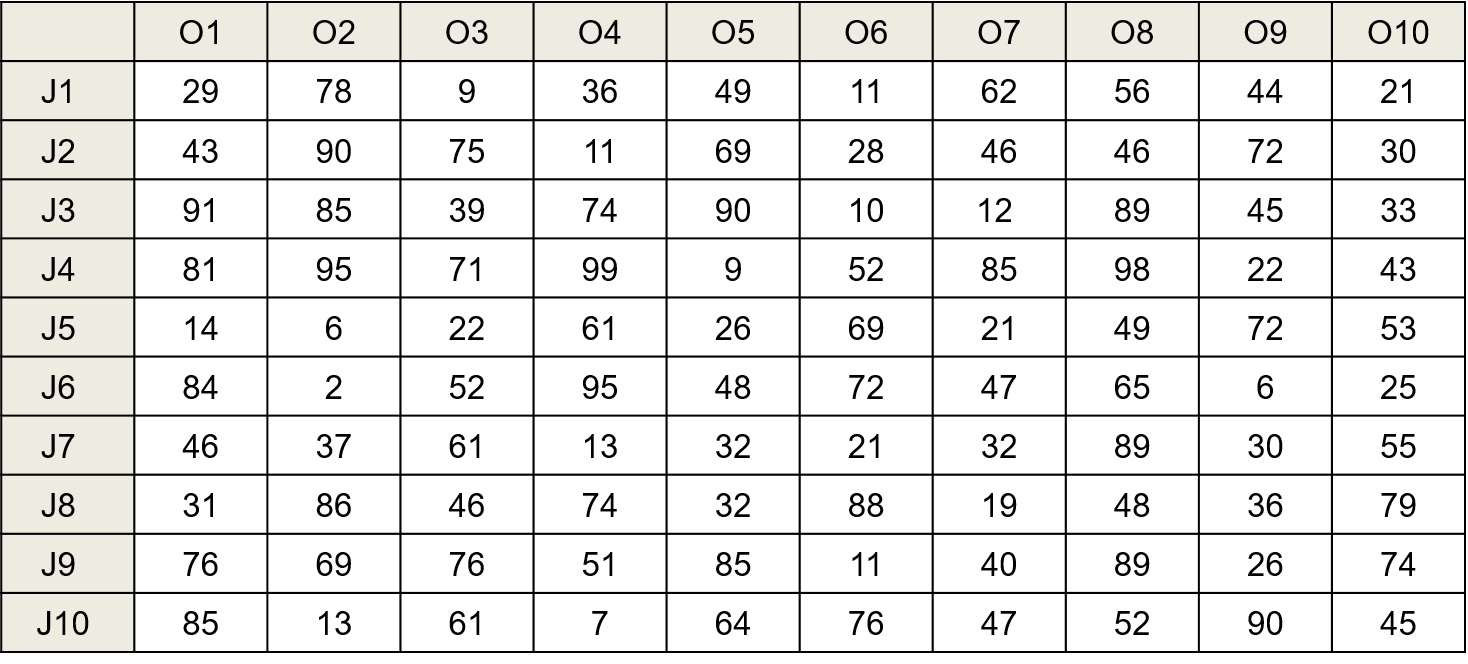 O1 O2 O3 O4 O5 O6 O7 O8 O9 O10
J1 29 78 9 36 49 11 62 56 44 21
J2 43 90 75 11 69 28 46 46 72 30
J3 91 85 39 74 90 10 12 89 45 33
J4 81 95 71 99 9 52 85 98 22 43
J5 14 6 22 61 26 69 21 49 72 53
J6 84 2 52 95 48 72 47 65 6 25
J7 46 37 61 13 32 21 32 89 30 55
J8 31 86 46 74 32 88 19 48 36 79
J9 76 69 76 51 85 11 40 89 26 74
J10 85 13 61 7 64 76 47 52 90 45